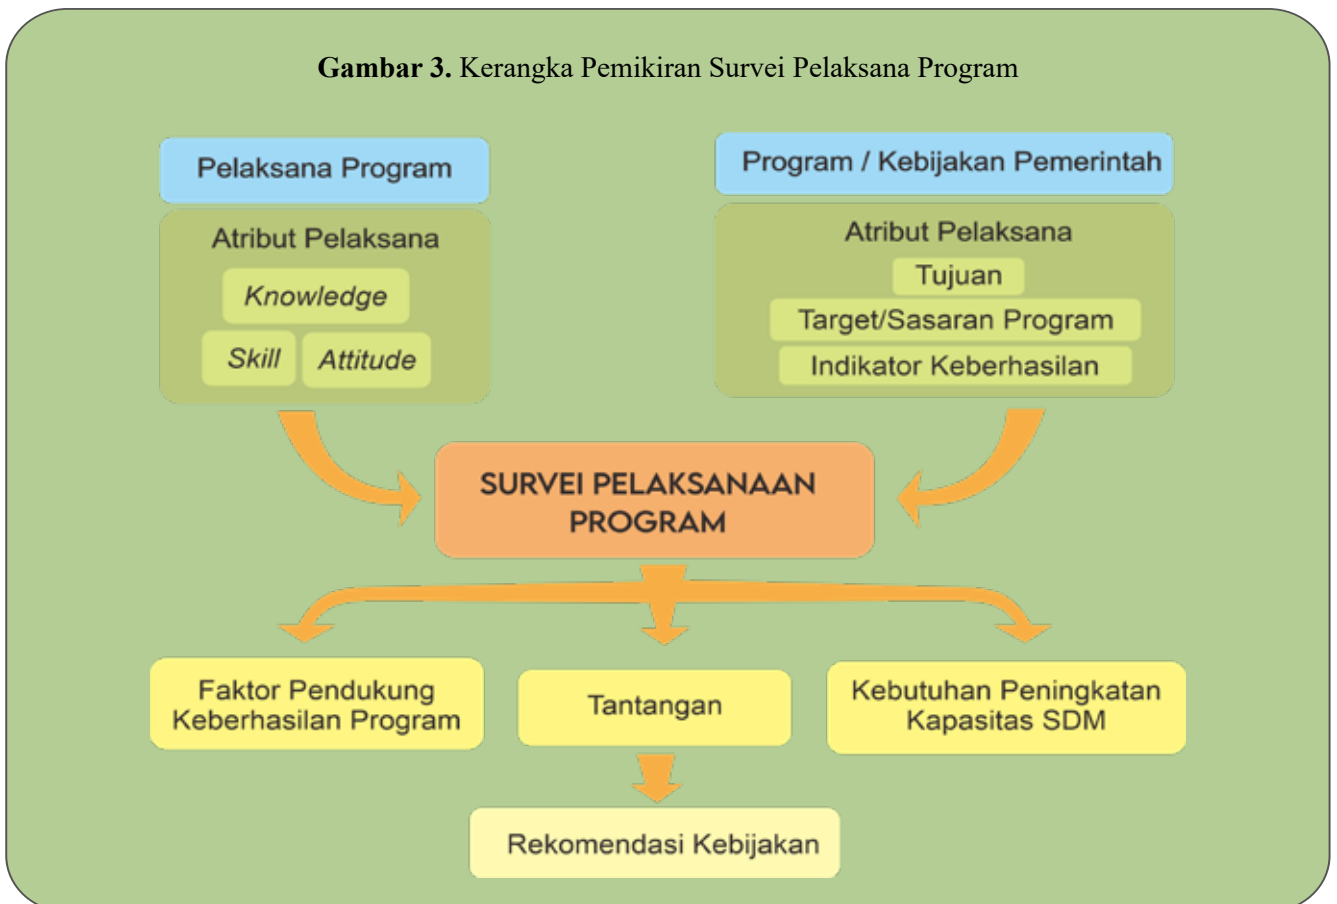 Gambar 3. Kerangka Pemikiran Survei Pelaksana Program
Pelaksana Program
Atribut Pelaksana
Knowledge
Skill
Attitude
Program / Kebijakan Pemerintah
Atribut Pelaksana
Tujuan
Target/Sasaran Program
Indikator Keberhasilan
SURVEI PELAKSANAAN
PROGRAM
Faktor Pendukung
Keberhasilan Program
Tantangan
Kebutuhan Peningkatan
Kapasitas SDM
Rekomendasi Kebijakan